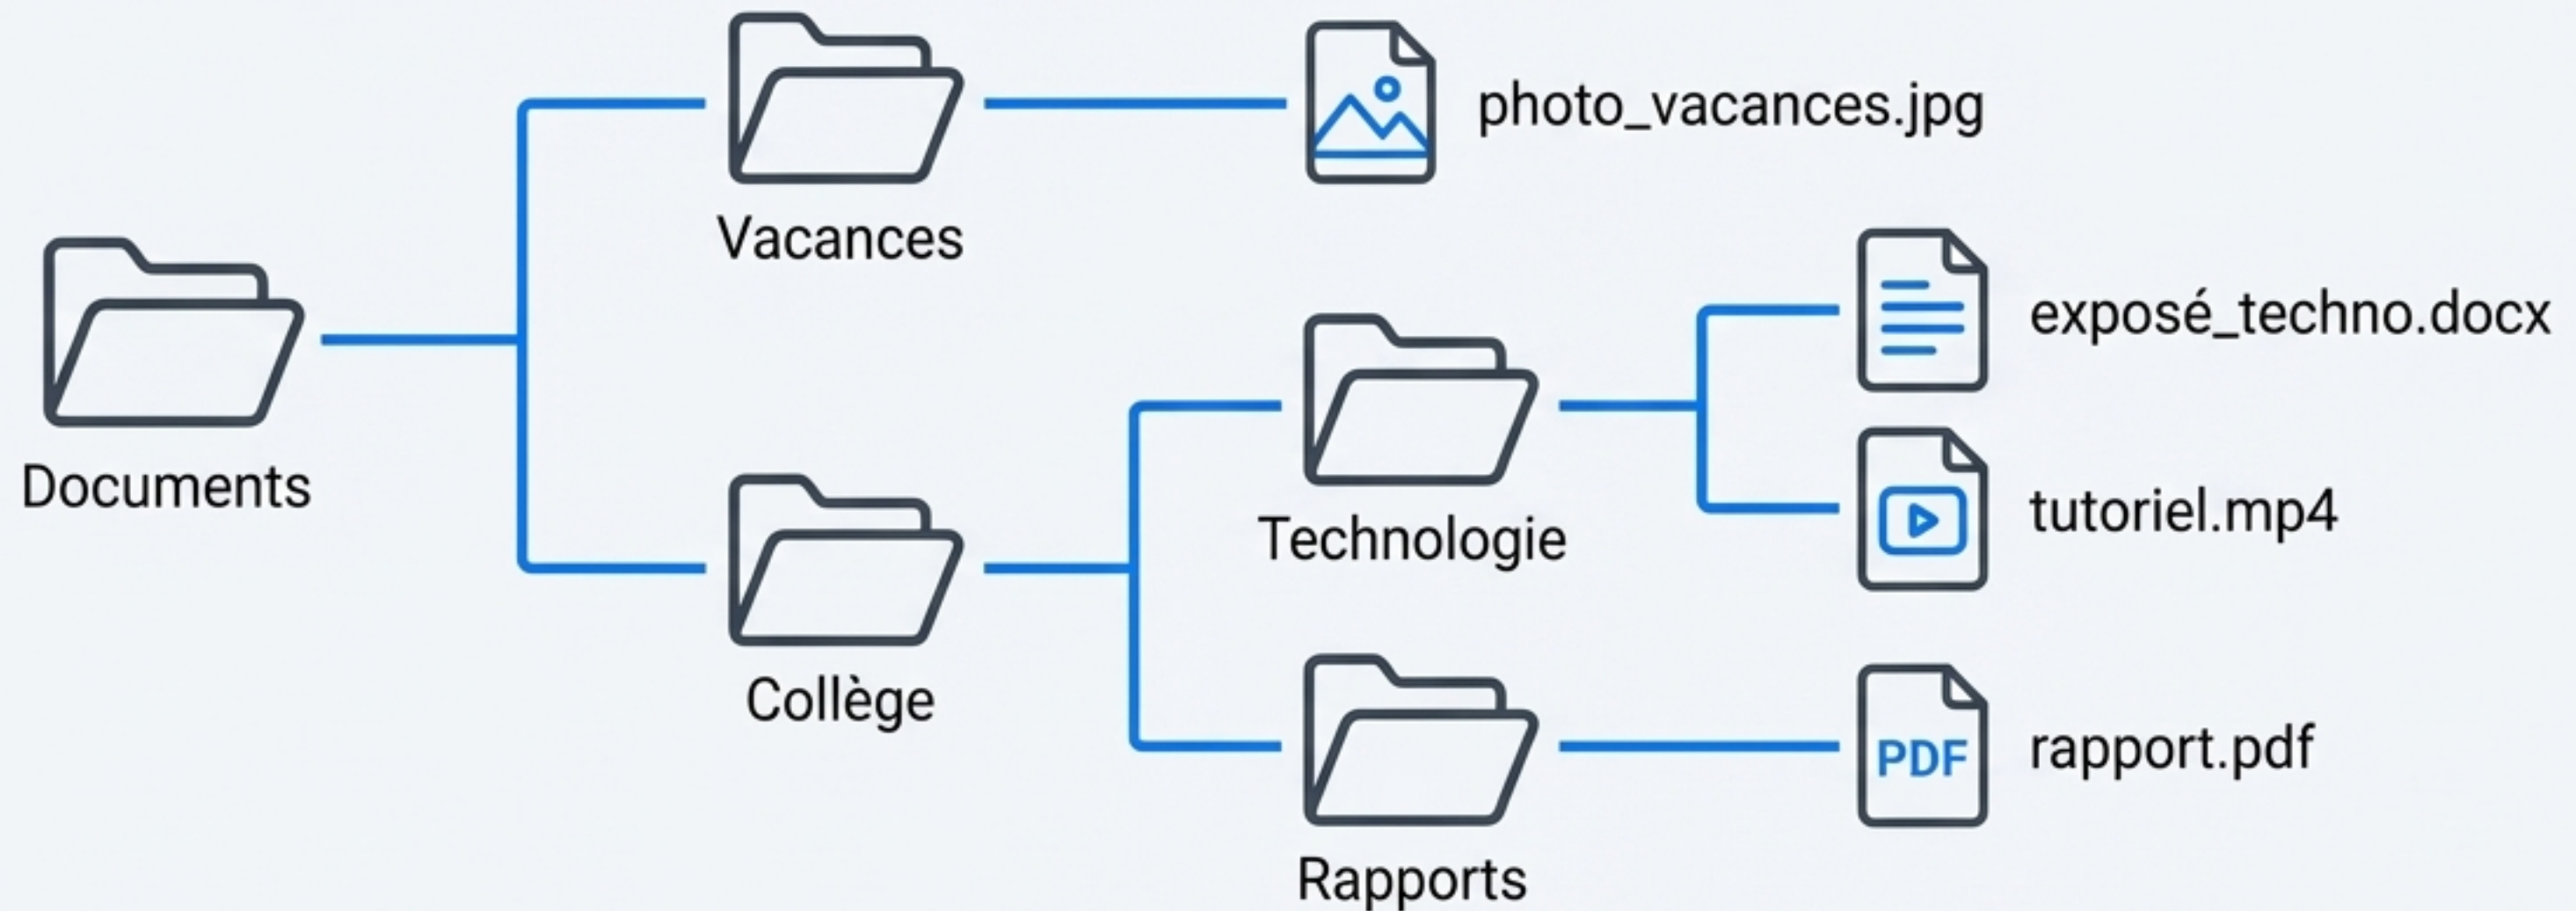 photo_vacances.jpg
Vacances
Documents
exposé_techno.docx
Technologie
tutoriel.mp4
Collège
PDF
rapport.pdf
Rapports